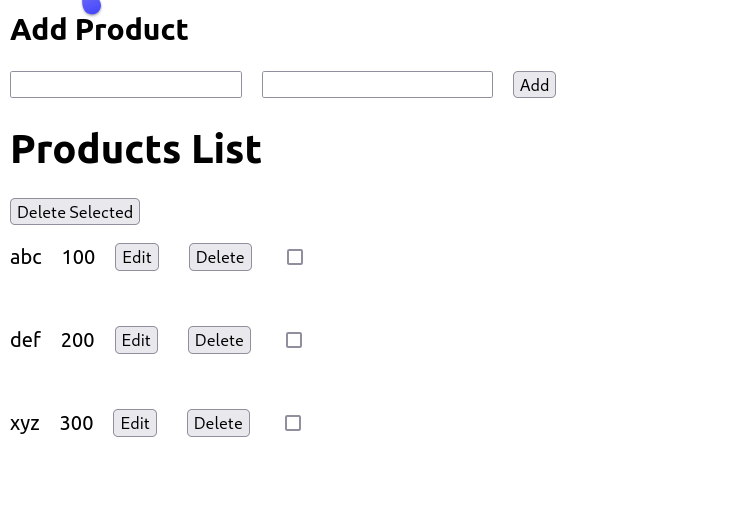 Add Product
Add
Products List
Delete Selected
abc 100 Edit Delete
def 200 Edit Delete
xyz 300 Edit Delete